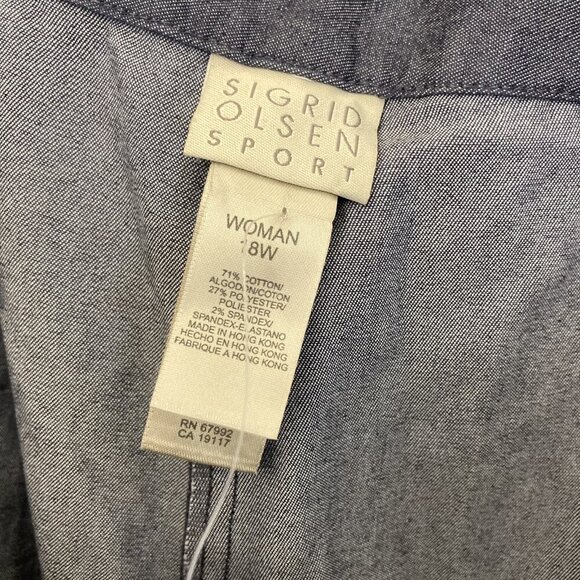 SIGRID
OLSEN
SPORT
WOMAN
18W
71% COTTON/
ALGODON/COTON
27% POLYESTER/
POLIESTER
2% SPANDEX/
SPANDEX-ELASTANO
MADE IN HONG KONG
HECHO EN HONG KONG
FABRIQUE A HONG KONG
RN 67992
CA 19117